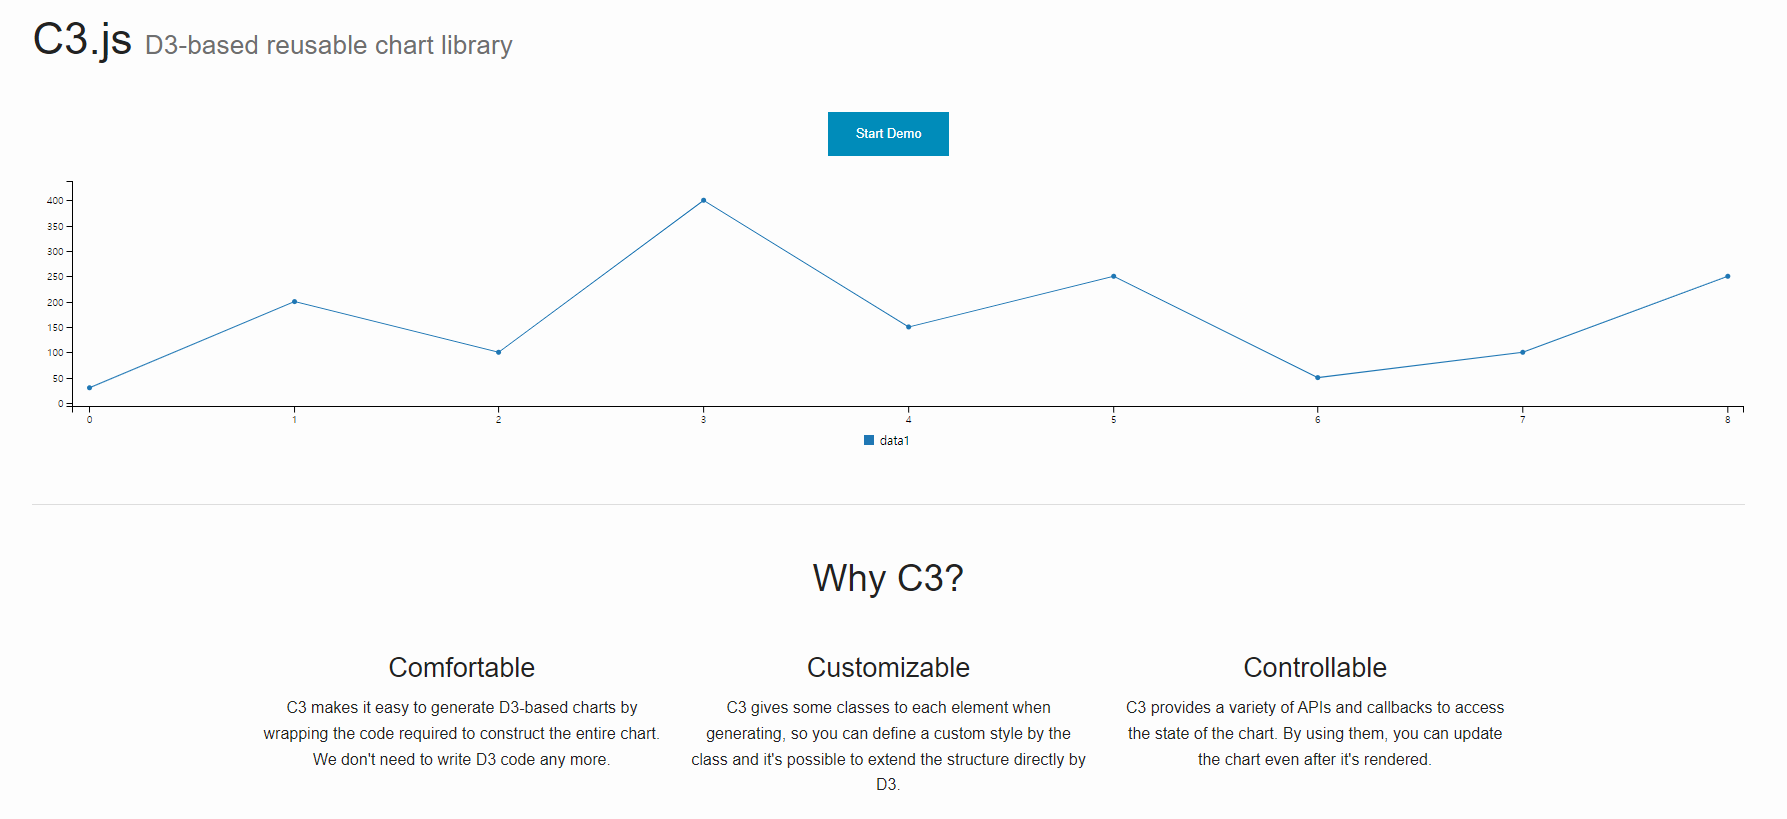 C3.js D3-based reusable chart library
Start Demo
400
350
300
250
200
150
100
50
0
0 1 2 3 4 5 6 7 8
data1
Why C3?
Comfortable
C3 makes it easy to generate D3-based charts by
wrapping the code required to construct the entire chart.
We don't need to write D3 code any more.
Customizable
C3 gives some classes to each element when
generating, so you can define a custom style by the
class and it's possible to extend the structure directly by
D3.
Controllable
C3 provides a variety of APIs and callbacks to access
the state of the chart. By using them, you can update
the chart even after it's rendered.